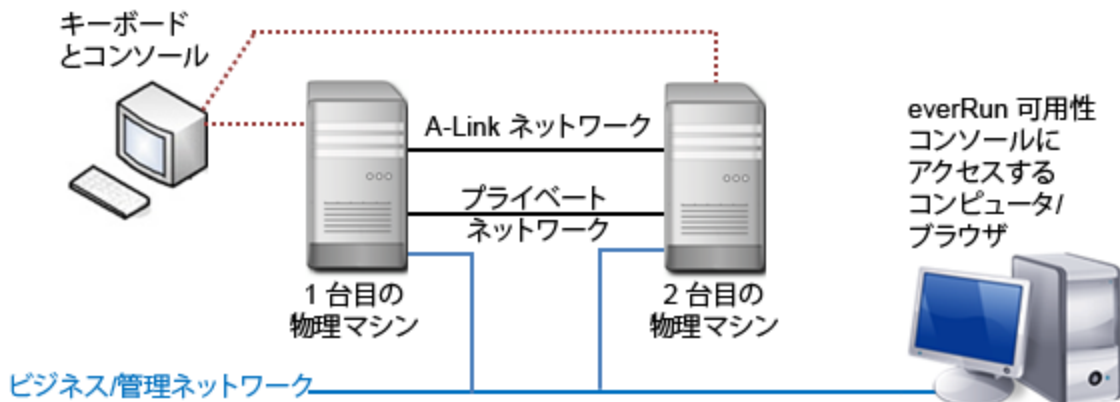 キーボード
とコンソール
A-Link ネットワーク
プライベート
ネットワーク
everRun 可用性
コンソールに
アクセスする
コンピュータ/
ブラウザ
1 台目の
物理マシン
2 台目の
物理マシン
ビジネス/管理ネットワーク